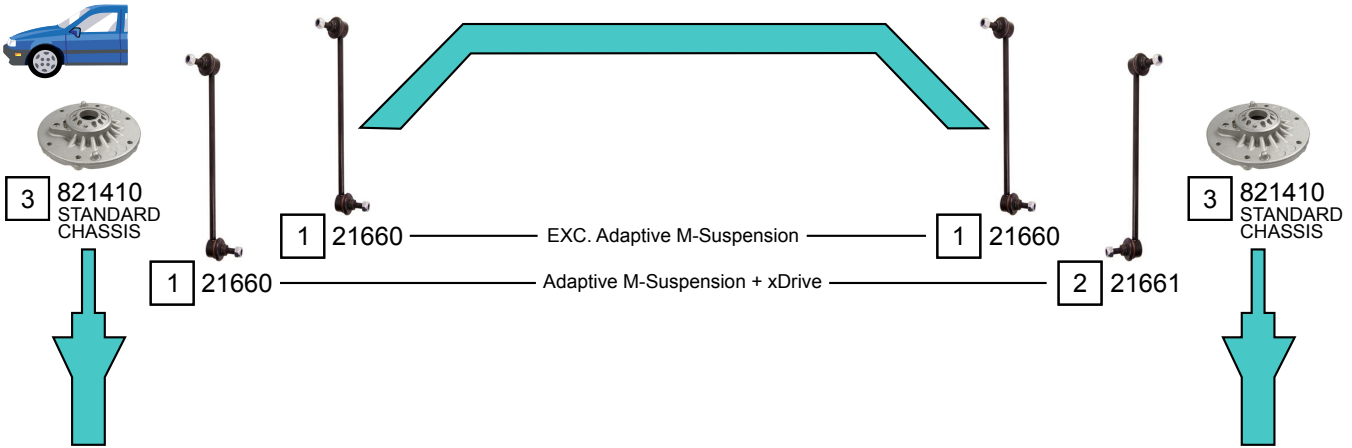 3 821410
STANDARD
CHASSIS
1 21660 EXC. Adaptive M-Suspension 1 21660
3 821410
STANDARD
CHASSIS
1 21660 Adaptive M-Suspension + xDrive 2 21661